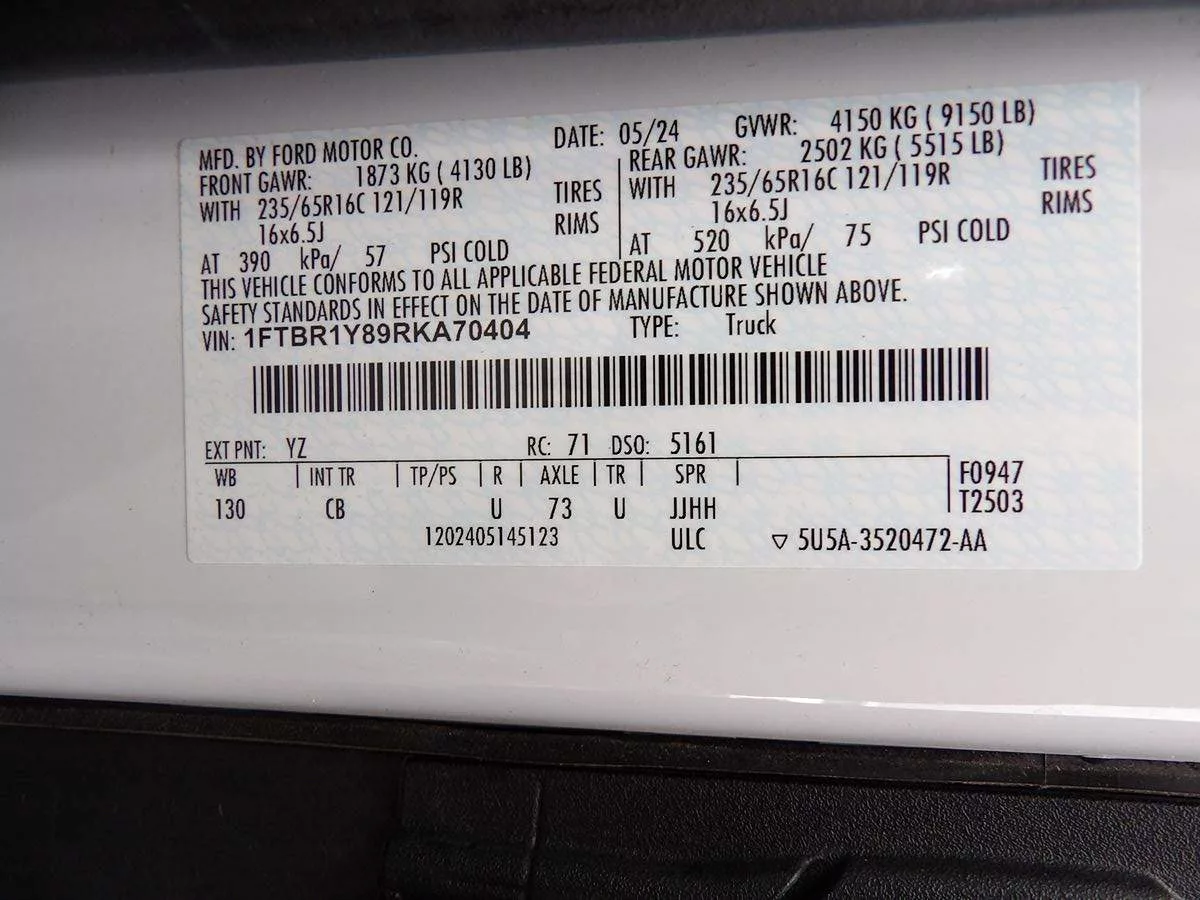 MFD. BY FORD MOTOR CO. DATE: 05/24 GVWR: 4150 KG ( 9150 LB)
FRONT GAWR: 1873 KG ( 4130 LB) REAR GAWR: 2502 KG ( 5515 LB)
WITH 235/65R16C 121/119R TIRES WITH 235/65R16C 121/119R TIRES
16x6.5J RIMS 16x6.5J RIMS
AT 390 kPa/ 57 PSI COLD AT 520 kPa/ 75 PSI COLD
THIS VEHICLE CONFORMS TO ALL APPLICABLE FEDERAL MOTOR VEHICLE
SAFETY STANDARDS IN EFFECT ON THE DATE OF MANUFACTURE SHOWN ABOVE.
VIN: 1FTBR1Y89RKA70404 TYPE: Truck
EXT PNT: YZ RC: 71 DSO: 5161
WB | INT TR | TP/PS | R | AXLE | TR | SPR | F0947
130 CB U 73 U JJHH T2503
1202405145123 ULC ▽ 5U5A-3520472-AA